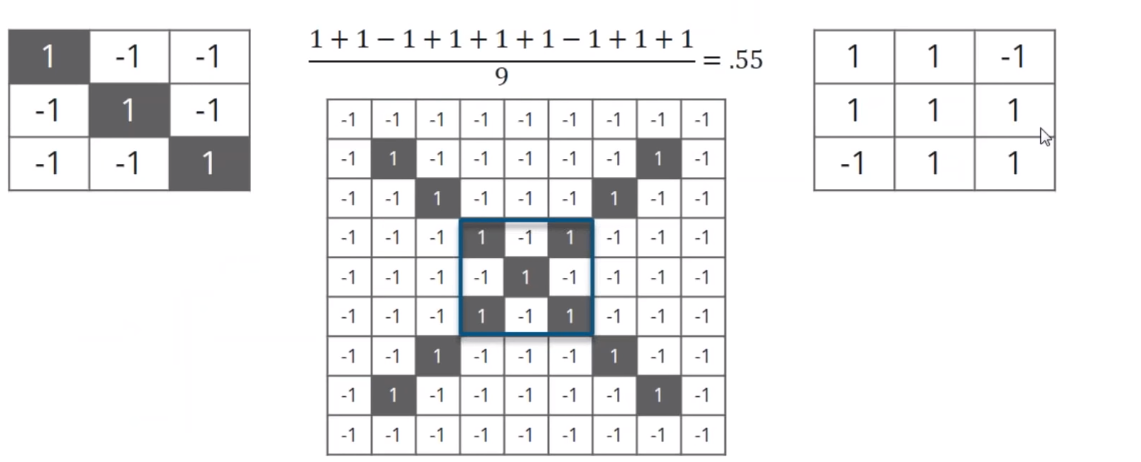 1 -1 -1
-1 1 -1
-1 -1 1
1 + 1 − 1 + 1 + 1 + 1 − 1 + 1 + 1
9
= .55
-1 -1 -1 -1 -1 -1 -1 -1 -1
-1 1 -1 -1 -1 -1 -1 1 -1
-1 -1 1 -1 -1 -1 1 -1 -1
-1 -1 -1 1 -1 1 -1 -1 -1
-1 -1 -1 -1 1 -1 -1 -1 -1
-1 -1 -1 1 -1 1 -1 -1 -1
-1 -1 1 -1 -1 -1 1 -1 -1
-1 1 -1 -1 -1 -1 -1 1 -1
-1 -1 -1 -1 -1 -1 -1 -1 -1
1 1 -1
1 1 1
-1 1 1